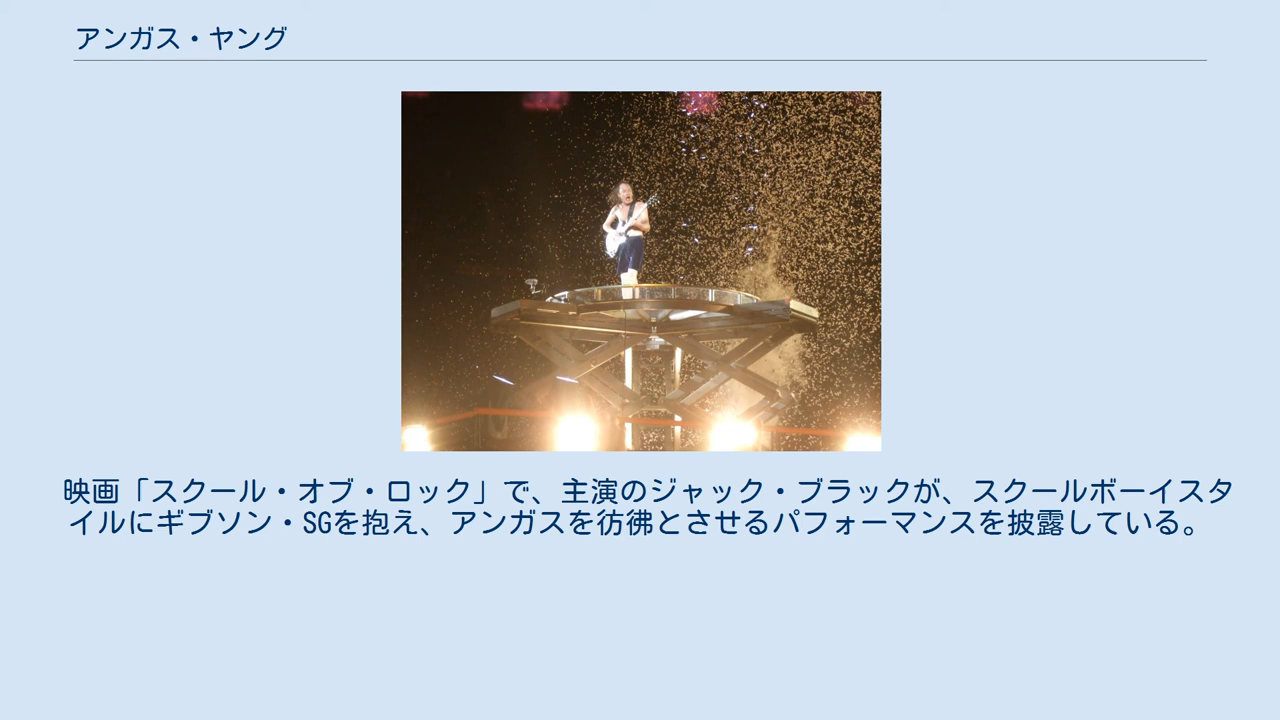 アンガス・ヤング
映画「スクール・オブ・ロック」で、主演のジャック・ブラックが、スクールボーイスタ
イルにギブソン・SGを抱え、アンガスを彷彿とさせるパフォーマンスを披露している。